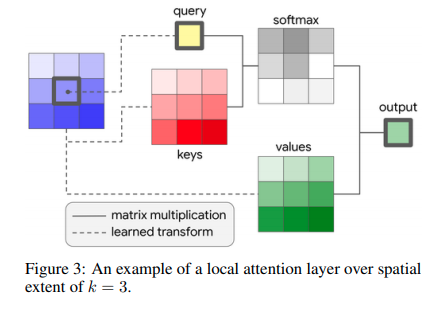 query
softmax
keys
values
output
matrix multiplication
learned transform
Figure 3: An example of a local attention layer over spatial
extent of k = 3.